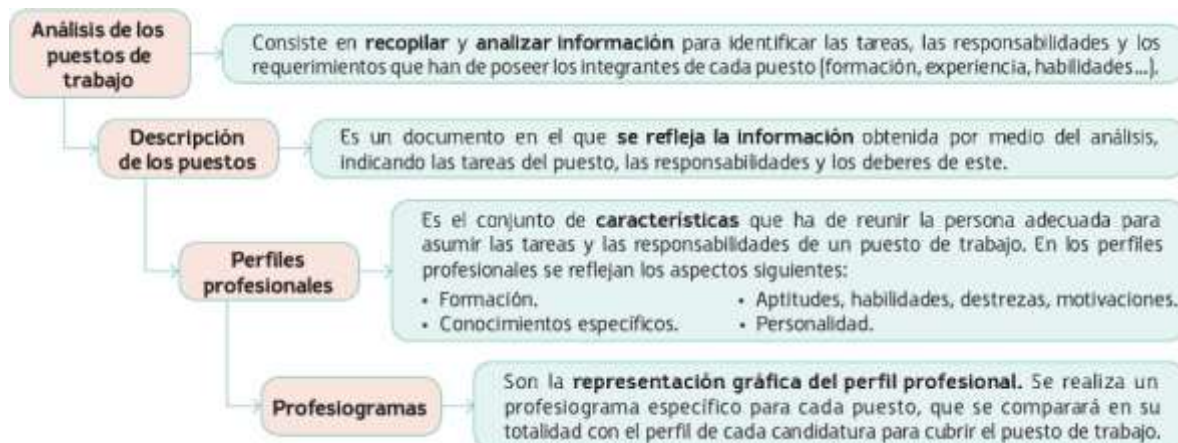 Análisis de los
puestos de
trabajo
Consiste en recopilar y analizar información para identificar las tareas, las responsabilidades y los
requerimientos que han de poseer los integrantes de cada puesto (formación, experiencia, habilidades...).
Descripción
de los puestos
Es un documento en el que se refleja la información obtenida por medio del análisis,
indicando las tareas del puesto, las responsabilidades y los deberes de este.
Perfiles
profesionales
Es el conjunto de características que ha de reunir la persona adecuada para
asumir las tareas y las responsabilidades de un puesto de trabajo. En los perfiles
profesionales se reflejan los aspectos siguientes:
• Formación.
• Conocimientos específicos.
• Aptitudes, habilidades, destrezas, motivaciones.
• Personalidad.
Profesiogramas
Son la representación gráfica del perfil profesional. Se realiza un
profesiograma específico para cada puesto, que se comparará en su
totalidad con el perfil de cada candidatura para cubrir el puesto de trabajo.